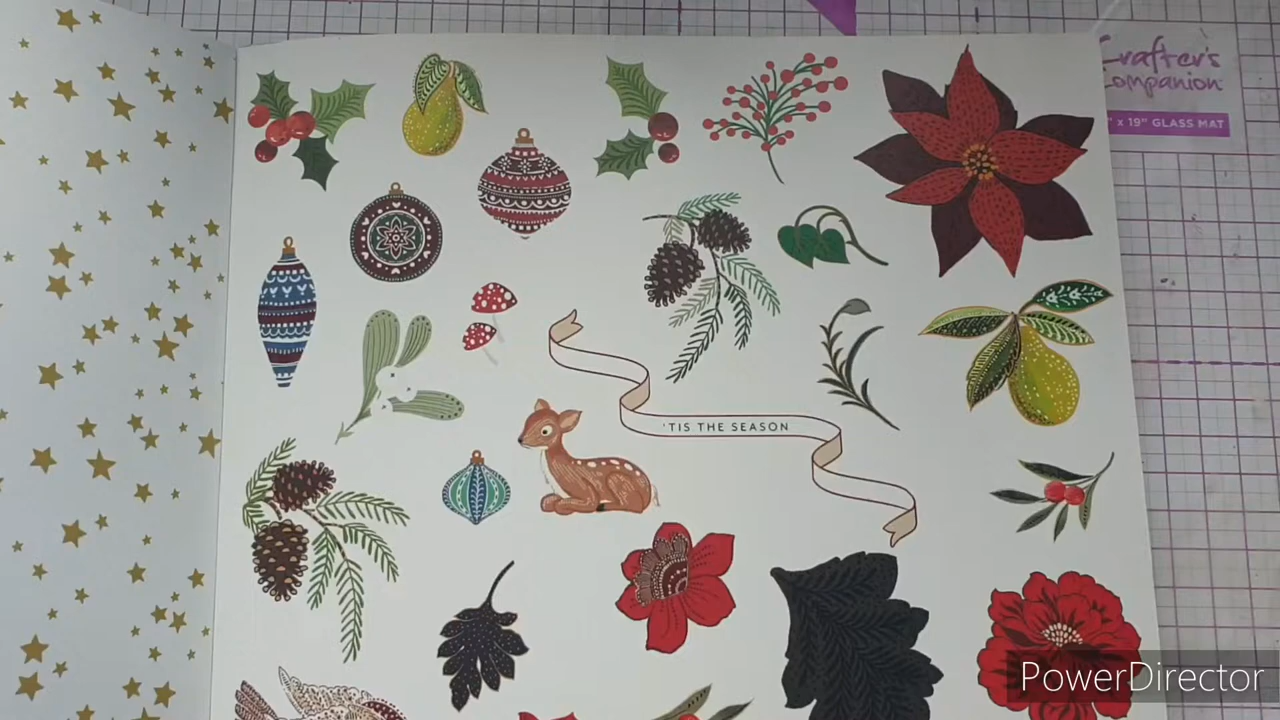 Crafter's
Companion
x 19" GLASS MAT
'TIS THE SEASON
PowerDirector